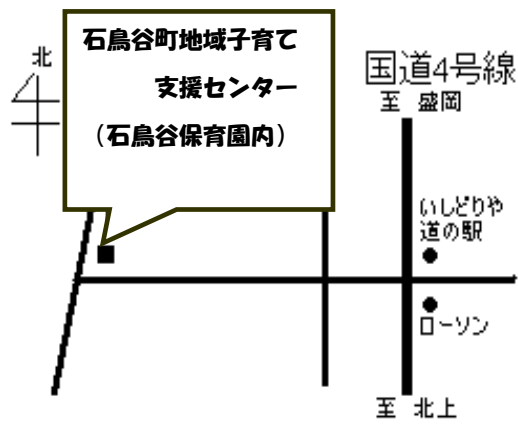 北
石鳥谷町地域子育て
支援センター
（石鳥谷保育園内）
国道4号線
至 盛岡
いしどりや
道の駅
ローソン
至 北上